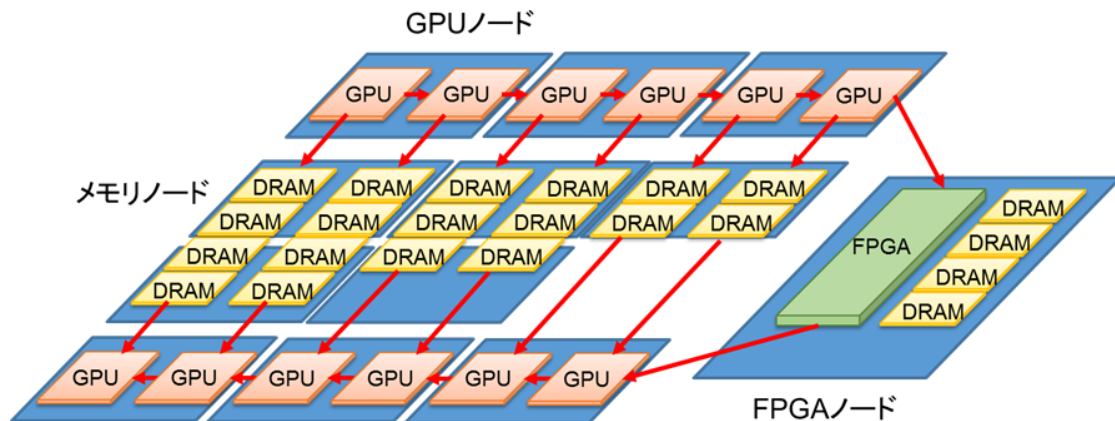 GPUノード
GPU GPU GPU GPU GPU GPU
メモリノード
DRAM DRAM DRAM DRAM DRAM DRAM
DRAM DRAM DRAM DRAM DRAM DRAM
DRAM DRAM DRAM DRAM
DRAM DRAM
FPGA
DRAM
DRAM
DRAM
DRAM
GPU GPU GPU GPU GPU GPU
FPGAノード